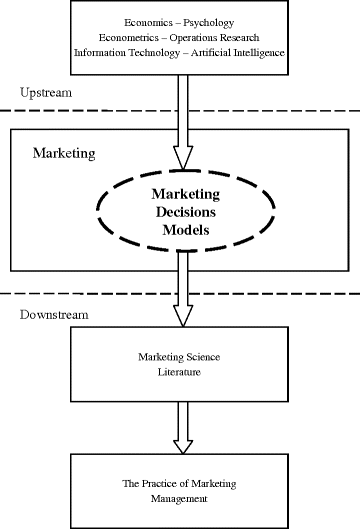 Economics – Psychology
Econometrics – Operations Research
Information Technology – Artificial Intelligence
Upstream
Marketing
Marketing
Decisions
Models
Downstream
Marketing Science
Literature
The Practice of Marketing
Management